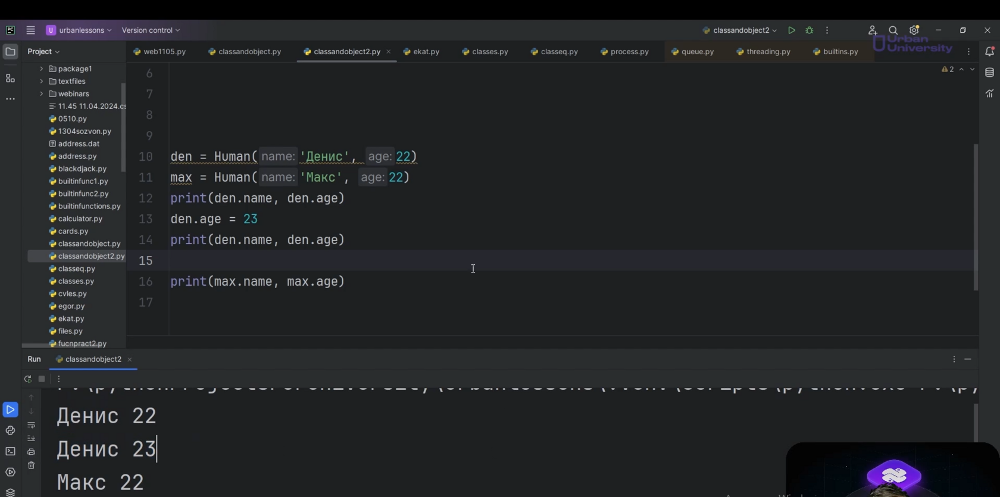 urbanlessons Version control classandobject2
Urban
University
Project web1105.py classandobject.py classandobject2.py ekat.py classes.py classeq.py process.py queue.py threading.py builtins.py
package1
textfiles
webinars
11.45 11.04.2024.cs
0510.py
1304sozvon.py
address.dat
address.py
blackdjack.py
builtinfunc1.py
builtinfunc2.py
builtinfunctions.py
calculator.py
cards.py
classandobject.py
classandobject2.py
classeq.py
classes.py
cvles.py
egor.py
ekat.py
files.py
fucnpract2.py
2
6
7
8
9
10 den = Human( name: 'Денис', age: 22)
11 max = Human( name: 'Макс', age: 22)
12 print(den.name, den.age)
13 den.age = 23
14 print(den.name, den.age)
15
16 print(max.name, max.age)
17
Run classandobject2
Денис 22
Денис 23
Макс 22